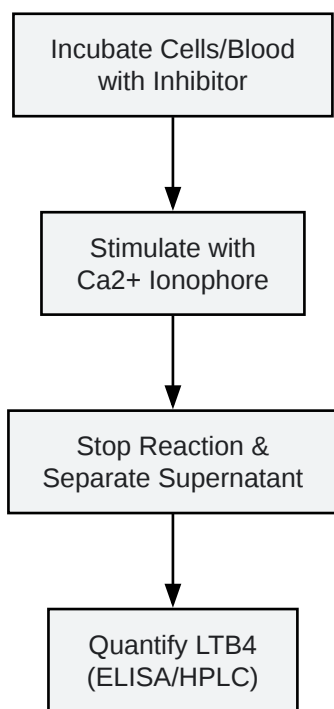 Incubate Cells/Blood
with Inhibitor
Stimulate with
Ca2+ Ionophore
Stop Reaction &
Separate Supernatant
Quantify LTB4
(ELISA/HPLC)